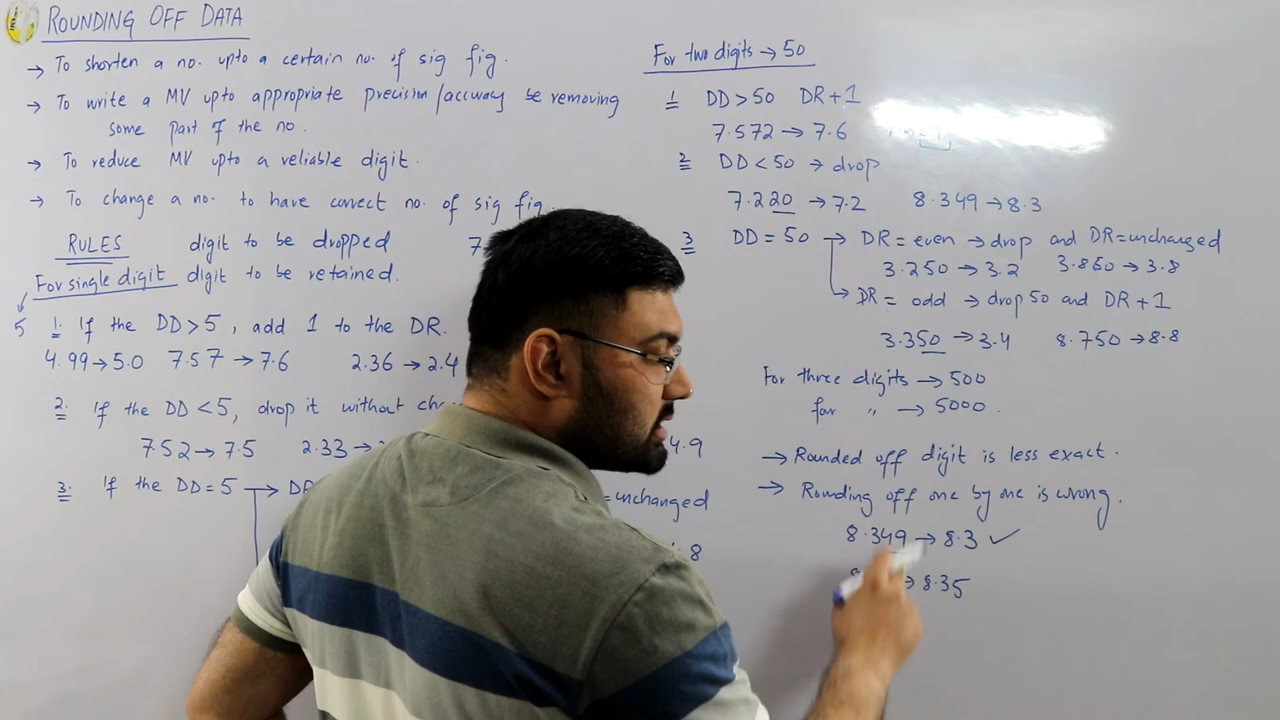 ROUNDING OFF DATA
→ To shorten a no. upto a certain no. of sig fig.
→ To write a MV upto appropriate precision/accuracy be removing
some part of the no.
→ To reduce MV upto a reliable digit.
→ To change a no. to have correct no. of sig fig.
RULES digit to be dropped 7.
For single digit digit to be retained.
5 1. If the DD>5, add 1 to the DR.
4.99→5.0 7.57→7.6 2.36→2.4
2. If the DD<5, drop it without
7.52→7.5 2.33→ 4.9
3. If the DD=5 → =unchanged
.8
For two digits → 50
1 DD>50 DR+1
7.572→7.6
2 DD<50 → drop
7.220→7.2 8.349→8.3
3 DD=50 → DR=even → drop and DR=unchanged
3.250→3.2 3.850→3.8
→ DR=odd → drop 50 and DR+1
3.350→3.4 8.750→8.8
For three digits → 500
for " → 5000.
→ Rounded off digit is less exact.
→ Rounding off one by one is wrong.
8.349→8.3 ✓
→8.35